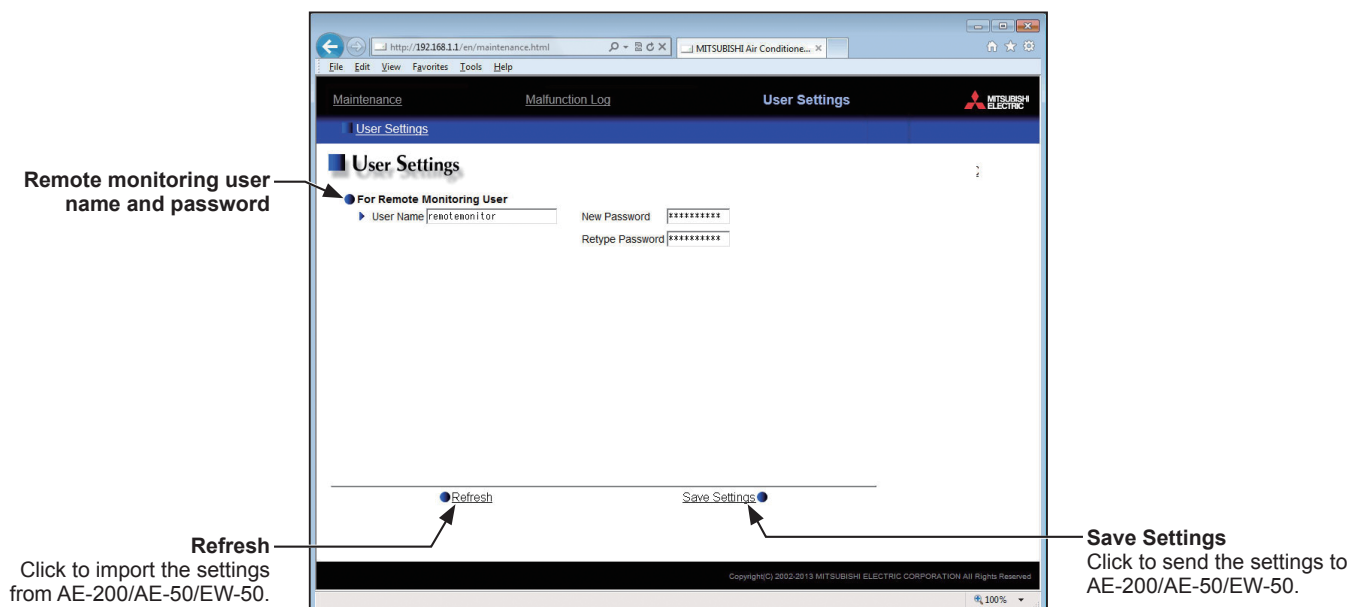 http://192.168.1.1/en/maintenance.html
MITSUBISHI Air Conditione...
File Edit View Favorites Tools Help
Maintenance Malfunction Log User Settings MITSUBISHI ELECTRIC
User Settings
User Settings
Remote monitoring user
name and password
For Remote Monitoring User
User Name remotemonitor New Password **********
Retype Password **********
Refresh Save Settings
Refresh
Click to import the settings
from AE-200/AE-50/EW-50.
Save Settings
Click to send the settings to
AE-200/AE-50/EW-50.
Copyright(C) 2002-2013 MITSUBISHI ELECTRIC CORPORATION All Rights Reserved
100%